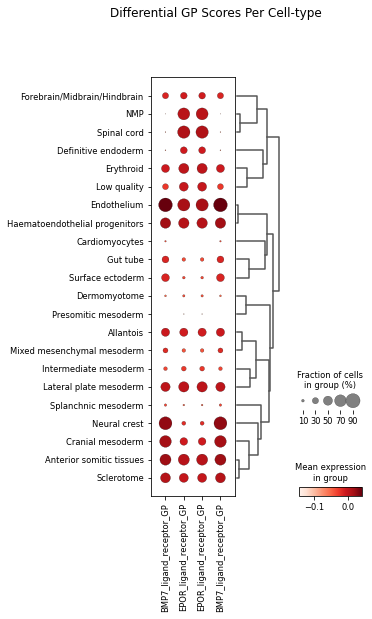 Differential GP Scores Per Cell-type
Forebrain/Midbrain/Hindbrain
NMP
Spinal cord
Definitive endoderm
Erythroid
Low quality
Endothelium
Haematoendothelial progenitors
Cardiomyocytes
Gut tube
Surface ectoderm
Dermomyotome
Presomitic mesoderm
Allantois
Mixed mesenchymal mesoderm
Intermediate mesoderm
Lateral plate mesoderm
Splanchnic mesoderm
Neural crest
Cranial mesoderm
Anterior somitic tissues
Sclerotome
BMP7_ligand_receptor_GP
EPOR_ligand_receptor_GP
EPOR_ligand_receptor_GP
BMP7_ligand_receptor_GP
Fraction of cells
in group (%)
10 30 50 70 90
Mean expression
in group
−0.1 0.0